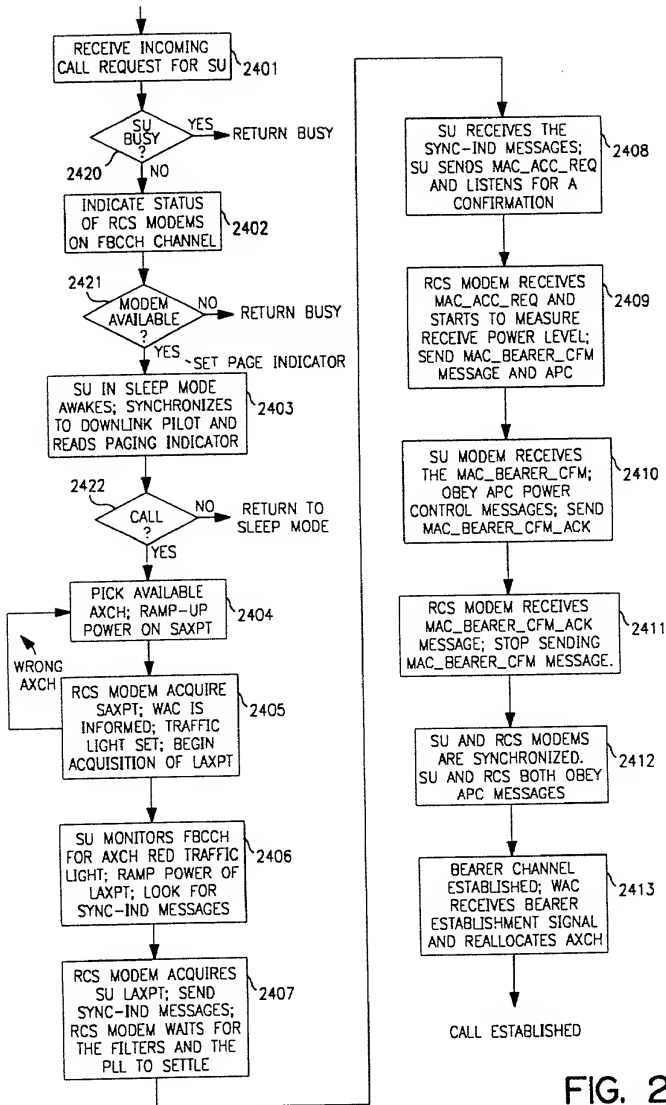 RECEIVE INCOMING
CALL REQUEST FOR SU
2401
SU
BUSY
?
YES
RETURN BUSY
2420
NO
INDICATE STATUS
OF RCS MODEMS
ON FBCCH CHANNEL
2402
2421
MODEM
AVAILABLE
?
NO
RETURN BUSY
YES
SET PAGE INDICATOR
SU IN SLEEP MODE
AWAKES; SYNCHRONIZES
TO DOWNLINK PILOT AND
READS PAGING INDICATOR
2403
2422
CALL
?
NO
RETURN TO
SLEEP MODE
YES
PICK AVAILABLE
AXCH; RAMP-UP
POWER ON SAXPT
2404
WRONG
AXCH
RCS MODEM ACQUIRE
SAXPT; WAC IS
INFORMED; TRAFFIC
LIGHT SET; BEGIN
ACQUISITION OF LAXPT
2405
SU MONITORS FBCCH
FOR AXCH RED TRAFFIC
LIGHT; RAMP POWER OF
LAXPT; LOOK FOR
SYNC-IND MESSAGES
2406
RCS MODEM ACQUIRES
SU LAXPT; SEND
SYNC-IND MESSAGES;
RCS MODEM WAITS FOR
THE FILTERS AND THE
PLL TO SETTLE
2407
SU RECEIVES THE
SYNC-IND MESSAGES;
SU SENDS MAC_ACC_REQ
AND LISTENS FOR A
CONFIRMATION
2408
RCS MODEM RECEIVES
MAC_ACC_REQ AND
STARTS TO MEASURE
RECEIVE POWER LEVEL;
SEND MAC_BEARER_CFM
MESSAGE AND APC
2409
SU MODEM RECEIVES
THE MAC_BEARER_CFM;
OBEY APC POWER
CONTROL MESSAGES; SEND
MAC_BEARER_CFM_ACK
2410
RCS MODEM RECEIVES
MAC_BEARER_CFM_ACK
MESSAGE; STOP SENDING
MAC_BEARER_CFM MESSAGE.
2411
SU AND RCS MODEMS
ARE SYNCHRONIZED.
SU AND RCS BOTH OBEY
APC MESSAGES
2412
BEARER CHANNEL
ESTABLISHED; WAC
RECEIVES BEARER
ESTABLISHMENT SIGNAL
AND REALLOCATES AXCH
2413
CALL ESTABLISHED
FIG. 2